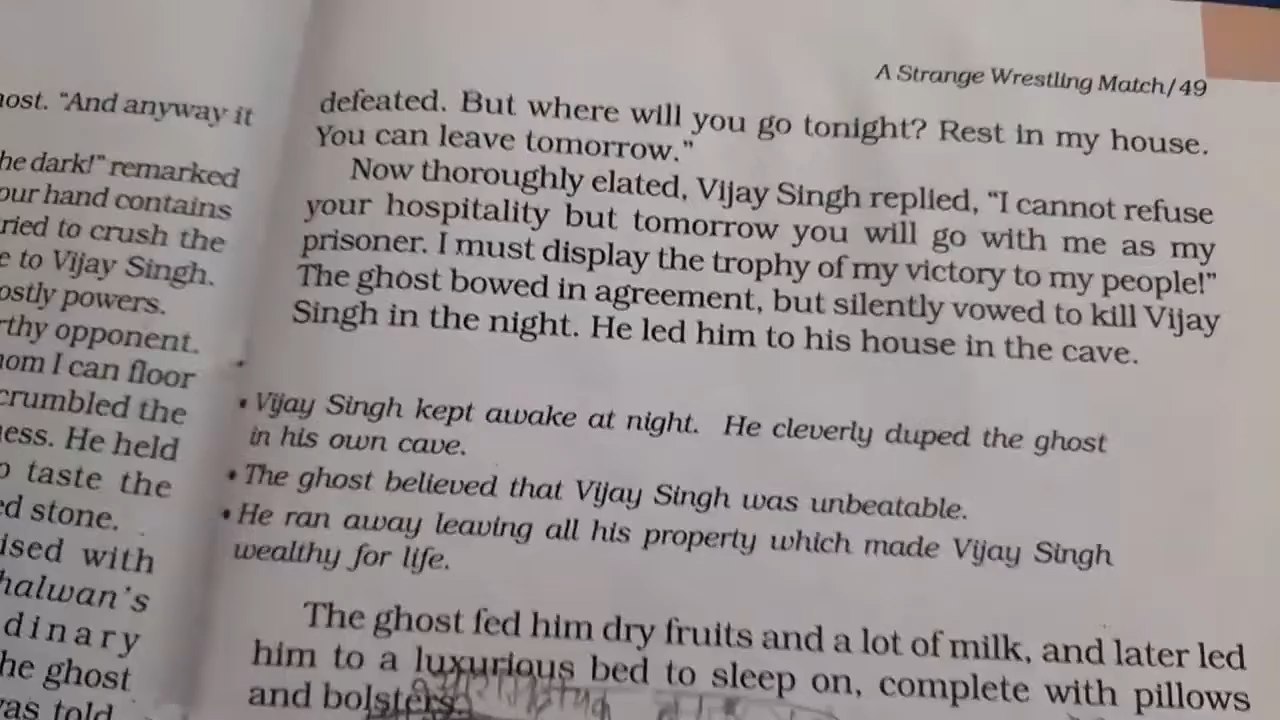 ost. "And anyway it
he dark!" remarked
our hand contains
ried to crush the
e to Vijay Singh.
ostly powers.
rthy opponent.
om I can floor
crumbled the
ess. He held
o taste the
ed stone.
ised with
halwan's
dinary
he ghost
as told
A Strange Wrestling Match/49
defeated. But where will you go tonight? Rest in my house.
You can leave tomorrow."
Now thoroughly elated, Vijay Singh replied, "I cannot refuse
your hospitality but tomorrow you will go with me as my
prisoner. I must display the trophy of my victory to my people!"
The ghost bowed in agreement, but silently vowed to kill Vijay
Singh in the night. He led him to his house in the cave.
• Vijay Singh kept awake at night. He cleverly duped the ghost
in his own cave.
• The ghost believed that Vijay Singh was unbeatable.
• He ran away leaving all his property which made Vijay Singh
wealthy for life.
The ghost fed him dry fruits and a lot of milk, and later led
him to a luxurious bed to sleep on, complete with pillows
and bolsters.